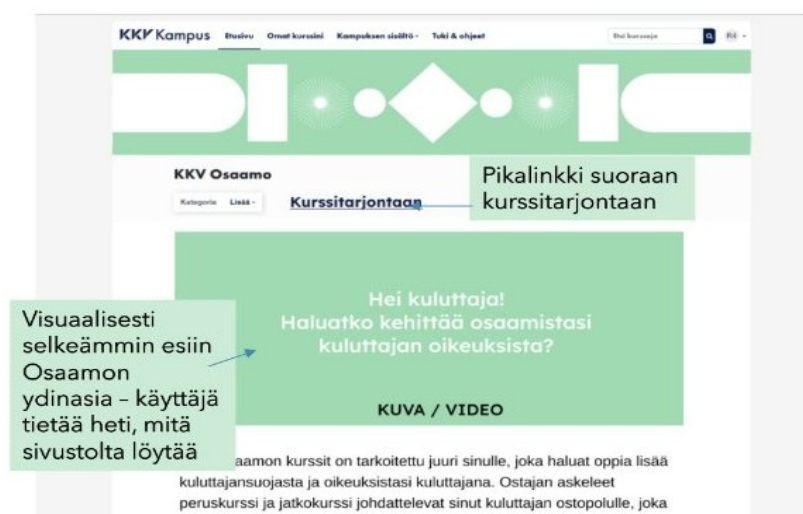 KKV Kampus Etusivu Omat kurssini Kampuksen sisältö Tuki & ohjeet Etsi kursseja
KKV Osaamo
Kategoria Lisää
Kurssitarjontaan
Pikalinkki suoraan
kurssitarjontaan
Hei kuluttaja!
Haluatko kehittää osaamistasi
kuluttajan oikeuksista?
KUVA / VIDEO
Visuaalisesti
selkeämmin esiin
Osaamon
ydinasia – käyttäjä
tietää heti, mitä
sivustolta löytää
aamon kurssit on tarkoitettu juuri sinulle, joka haluat oppia lisää
kuluttajansuojasta ja oikeuksistasi kuluttajana. Ostajan askeleet
peruskurssi ja jatkokurssi johdattelevat sinut kuluttajan ostopolulle, joka